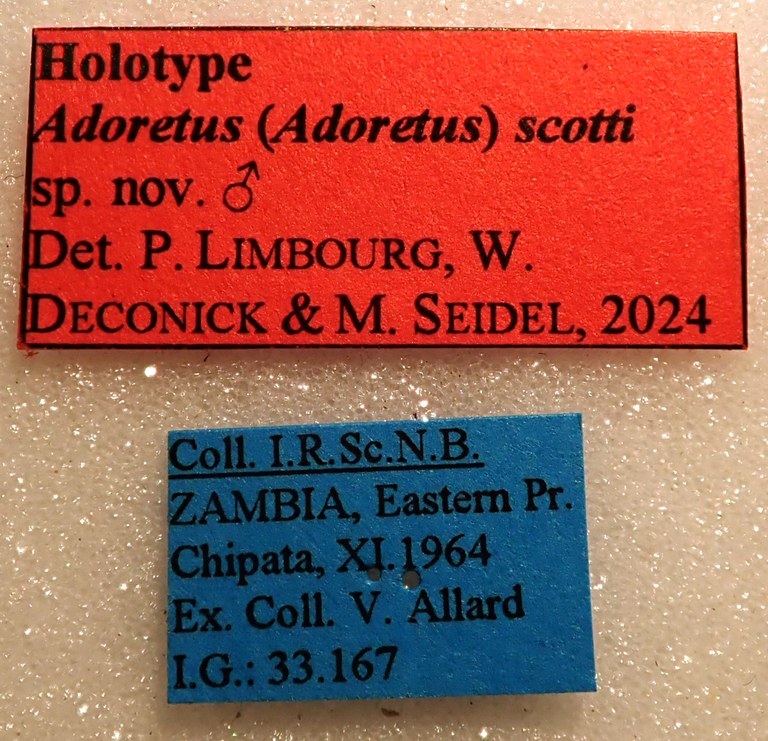 Holotype
Adoretus (Adoretus) scotti
sp. nov. ♂
Det. P. LIMBOURG, W.
DECONICK & M. SEIDEL, 2024
Coll. I.R.Sc.N.B.
ZAMBIA, Eastern Pr.
Chipata, XI.1964
Ex. Coll. V. Allard
I.G.: 33.167